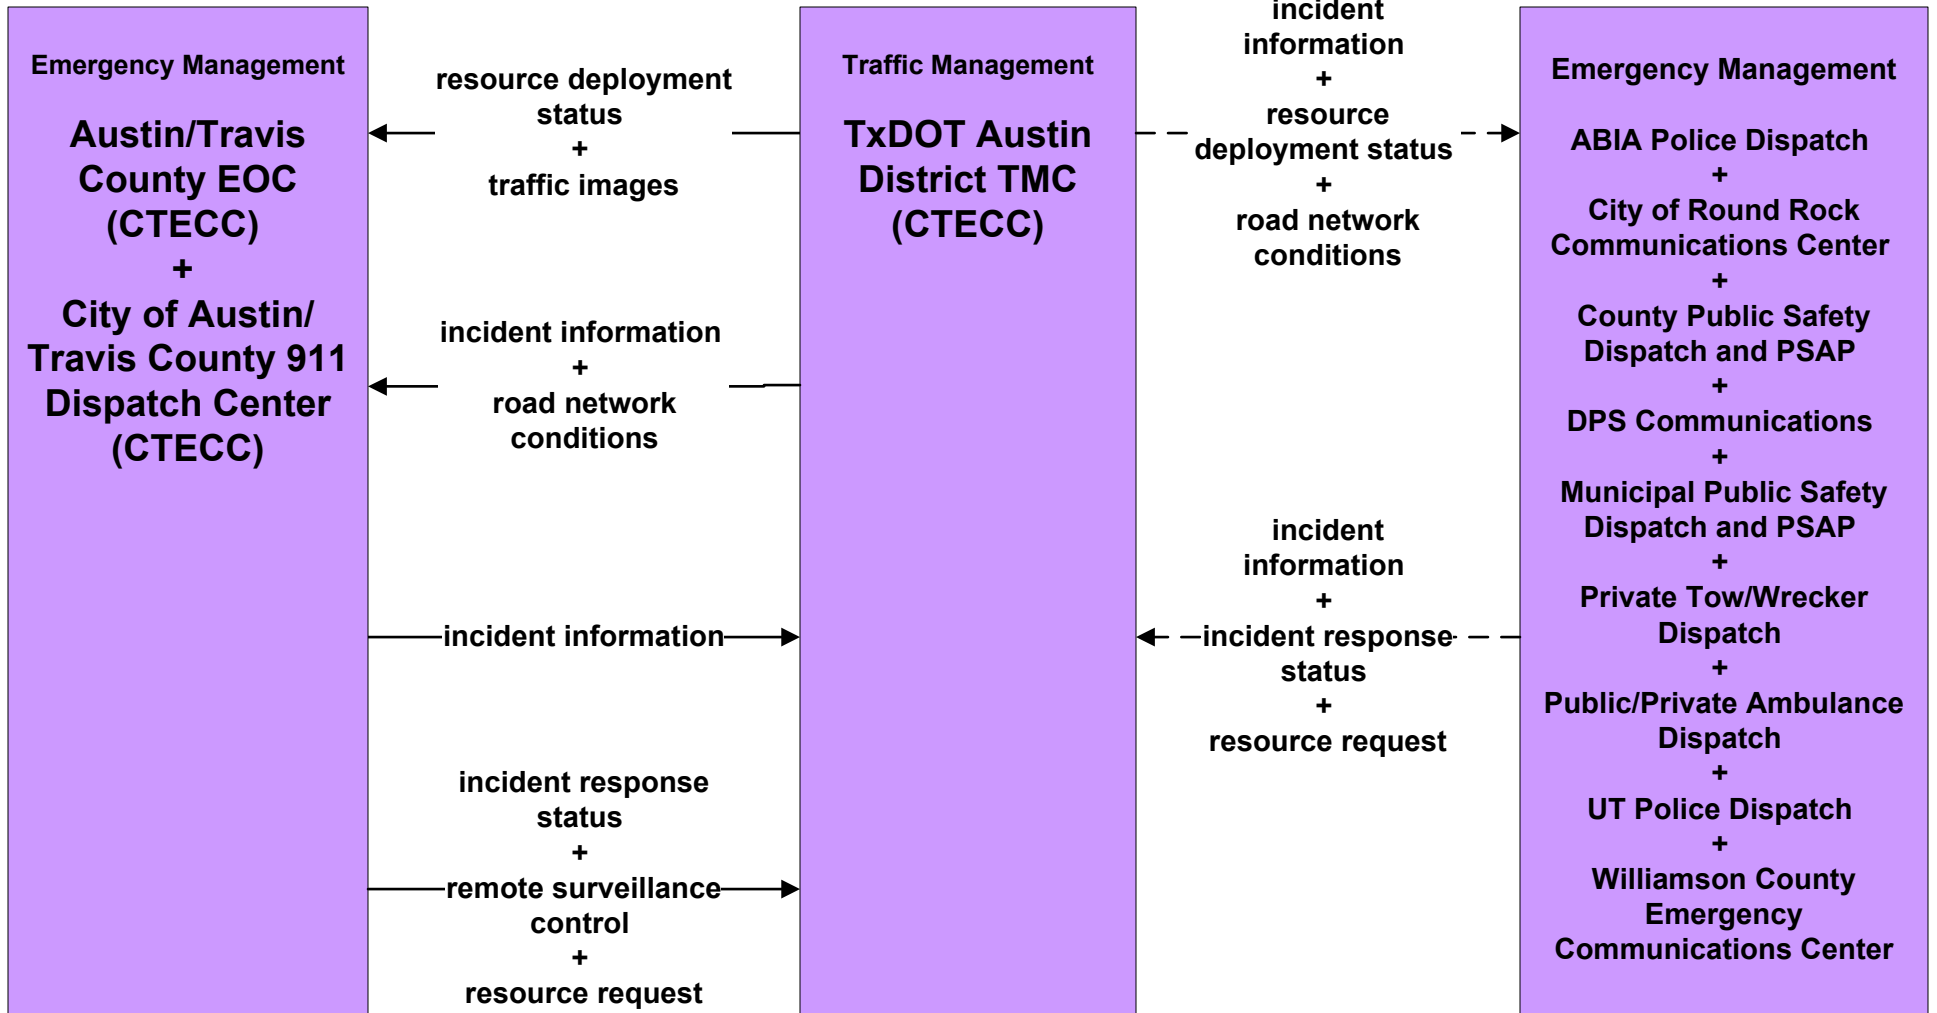 Emergency Management
Austin/Travis
County EOC
(CTECC)
+
City of Austin/
Travis County 911
Dispatch Center
(CTECC)
resource deployment
status
+
traffic images
incident information
+
road network
conditions
incident information
incident response
status
+
remote surveillance
control
+
resource request
Traffic Management
TxDOT Austin
District TMC
(CTECC)
incident
information
+
resource
deployment status
+
road network
conditions
incident
information
+
incident response
status
+
resource request
Emergency Management
ABIA Police Dispatch
+
City of Round Rock
Communications Center
+
County Public Safety
Dispatch and PSAP
+
DPS Communications
+
Municipal Public Safety
Dispatch and PSAP
+
Private Tow/Wrecker
Dispatch
+
Public/Private Ambulance
Dispatch
+
UT Police Dispatch
+
Williamson County
Emergency
Communications Center